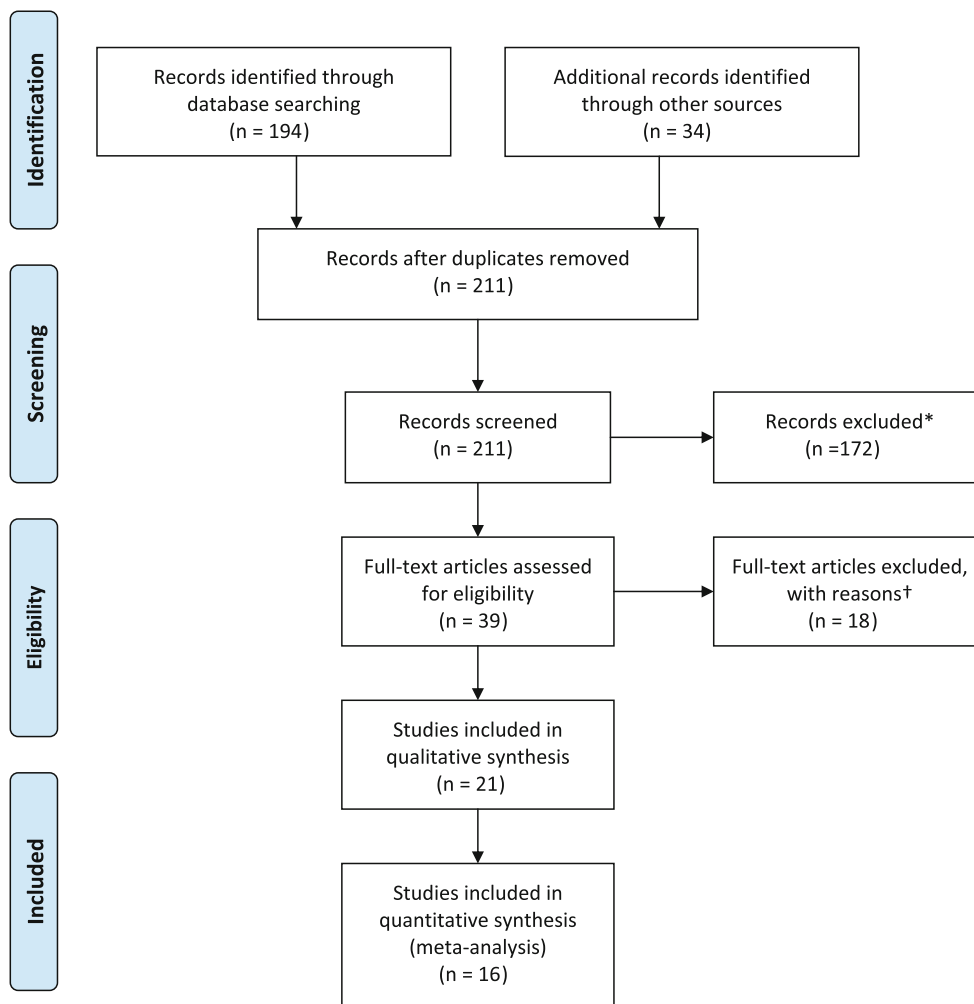 Identification
Records identified through
database searching
(n = 194)
Additional records identified
through other sources
(n = 34)
Records after duplicates removed
(n = 211)
Screening
Records screened
(n = 211)
Records excluded*
(n =172)
Eligibility
Full-text articles assessed
for eligibility
(n = 39)
Full-text articles excluded,
with reasons†
(n = 18)
Studies included in
qualitative synthesis
(n = 21)
Included
Studies included in
quantitative synthesis
(meta-analysis)
(n = 16)